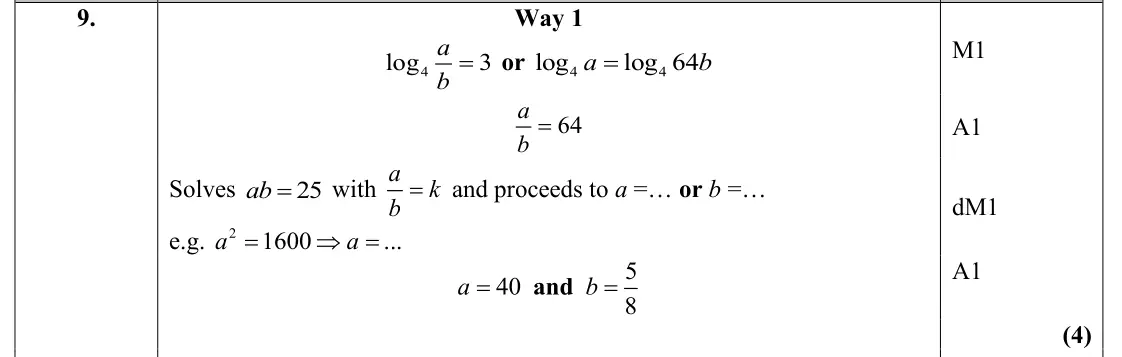 9.
Way 1
M1
log₄ a/b = 3 or log₄ a = log₄ 64b
a/b = 64
A1
Solves ab = 25 with a/b = k and proceeds to a =… or b =…
dM1
e.g. a² = 1600 ⇒ a = ...
a = 40 and b = 5/8
A1
(4)